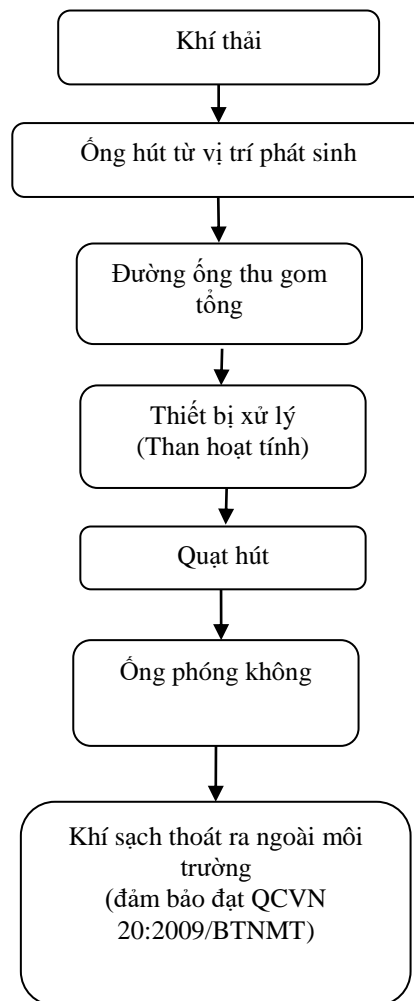 Khí thải
Ống hút từ vị trí phát sinh
Đường ống thu gom
tổng
Thiết bị xử lý
(Than hoạt tính)
Quạt hút
Ống phóng không
Khí sạch thoát ra ngoài môi
trường
(đảm bảo đạt QCVN
20:2009/BTNMT)